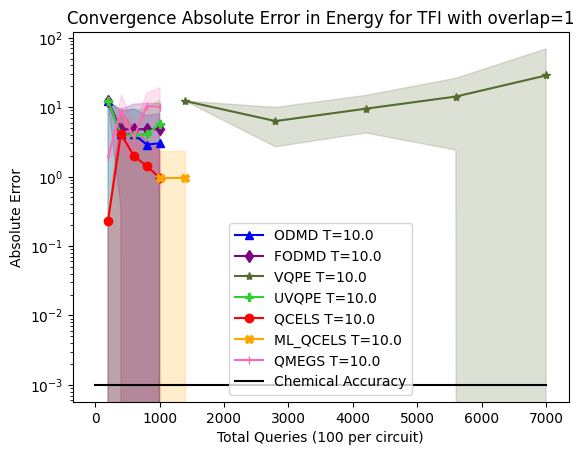 Convergence Absolute Error in Energy for TFI with overlap=1
Absolute Error
10²
10¹
10⁰
10⁻¹
10⁻²
10⁻³
ODMD T=10.0
FODMD T=10.0
VQPE T=10.0
UVQPE T=10.0
QCELS T=10.0
ML_QCELS T=10.0
QMEGS T=10.0
Chemical Accuracy
0 1000 2000 3000 4000 5000 6000 7000
Total Queries (100 per circuit)